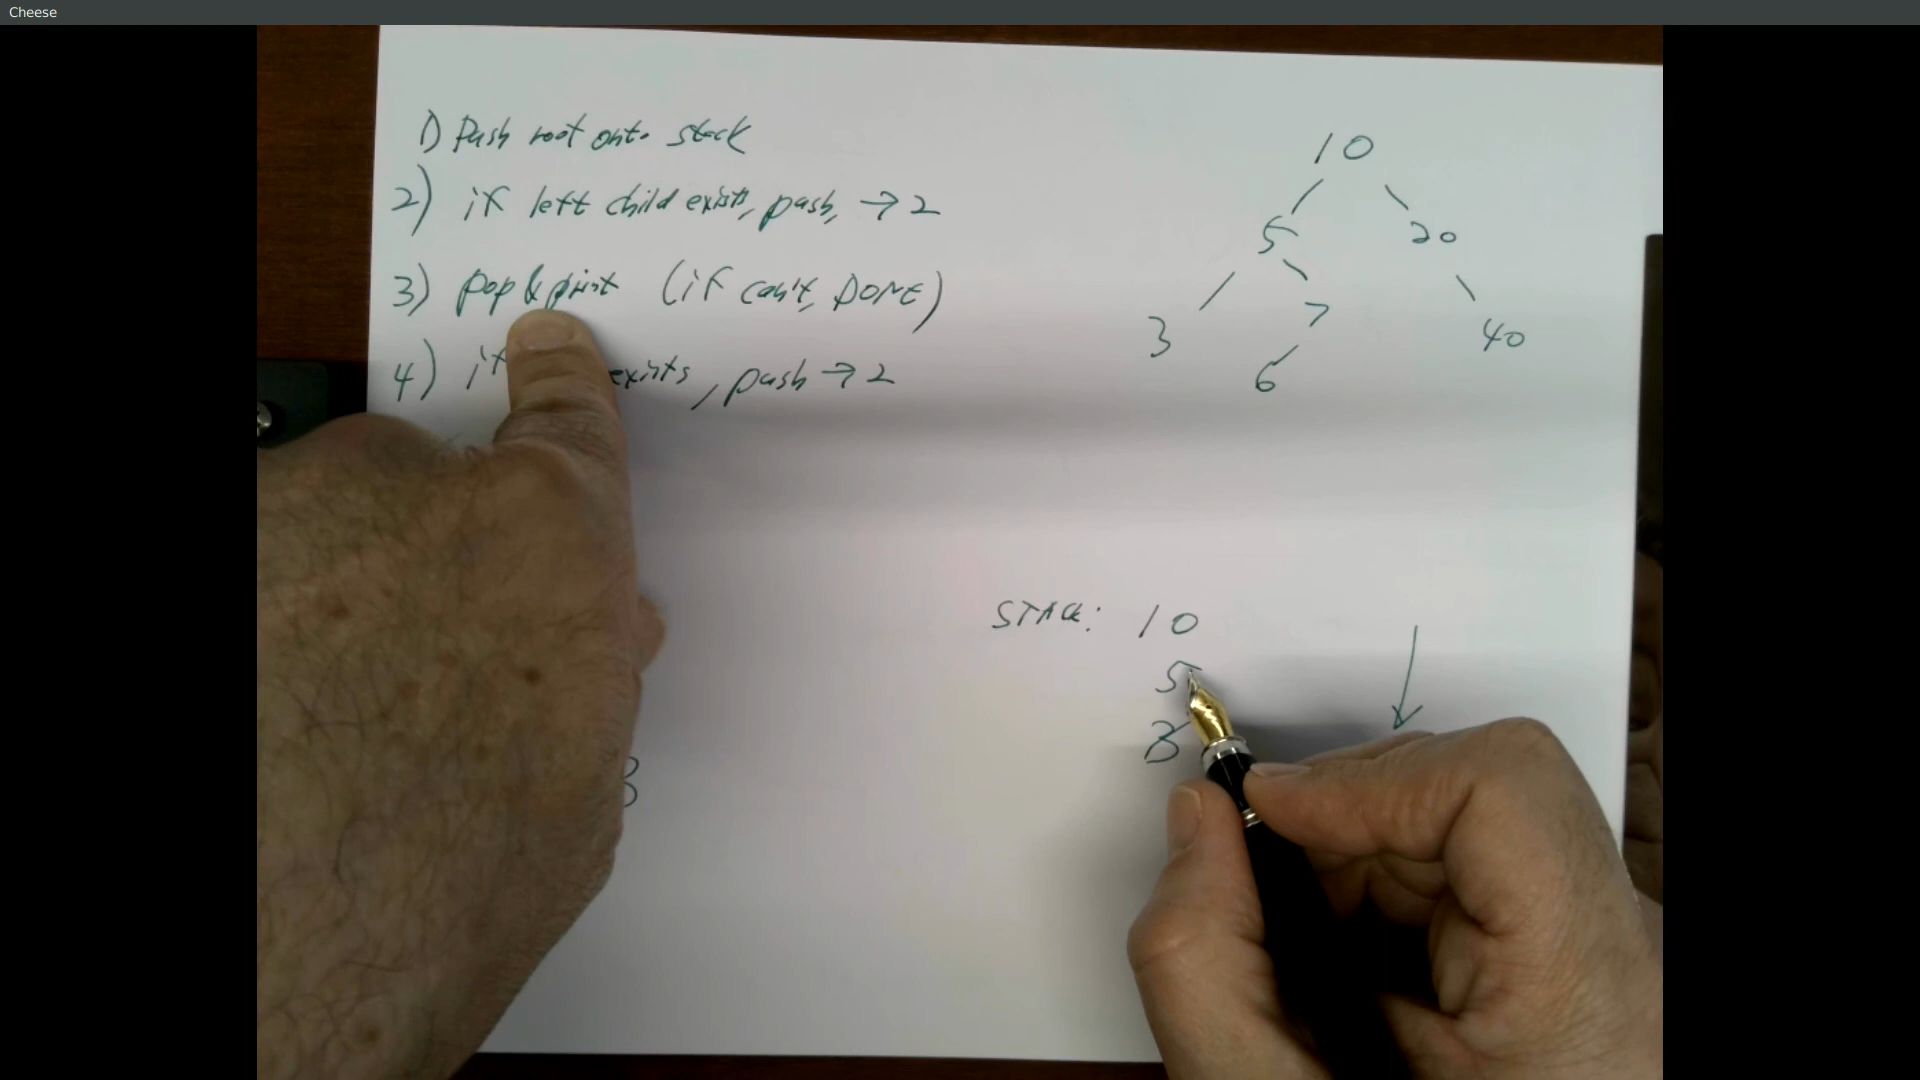 Cheese
1) Push root onto stack
2) if left child exists, push, → 2
3) pop & print (if can't, DONE)
4) if exists, push → 2
10
5 20
3 7 40
6
STACK: 10
5
3
3